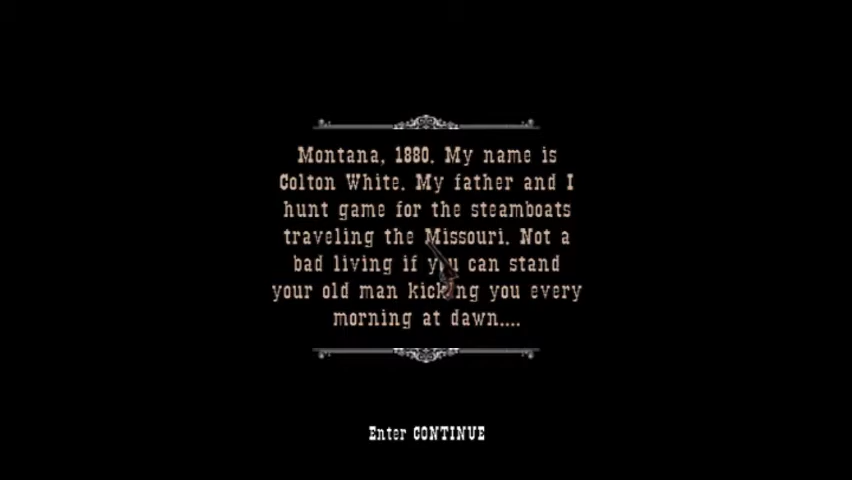 Montana, 1880. My name is
Colton White. My father and I
hunt game for the steamboats
traveling the Missouri. Not a
bad living if you can stand
your old man kicking you every
morning at dawn....
Enter CONTINUE